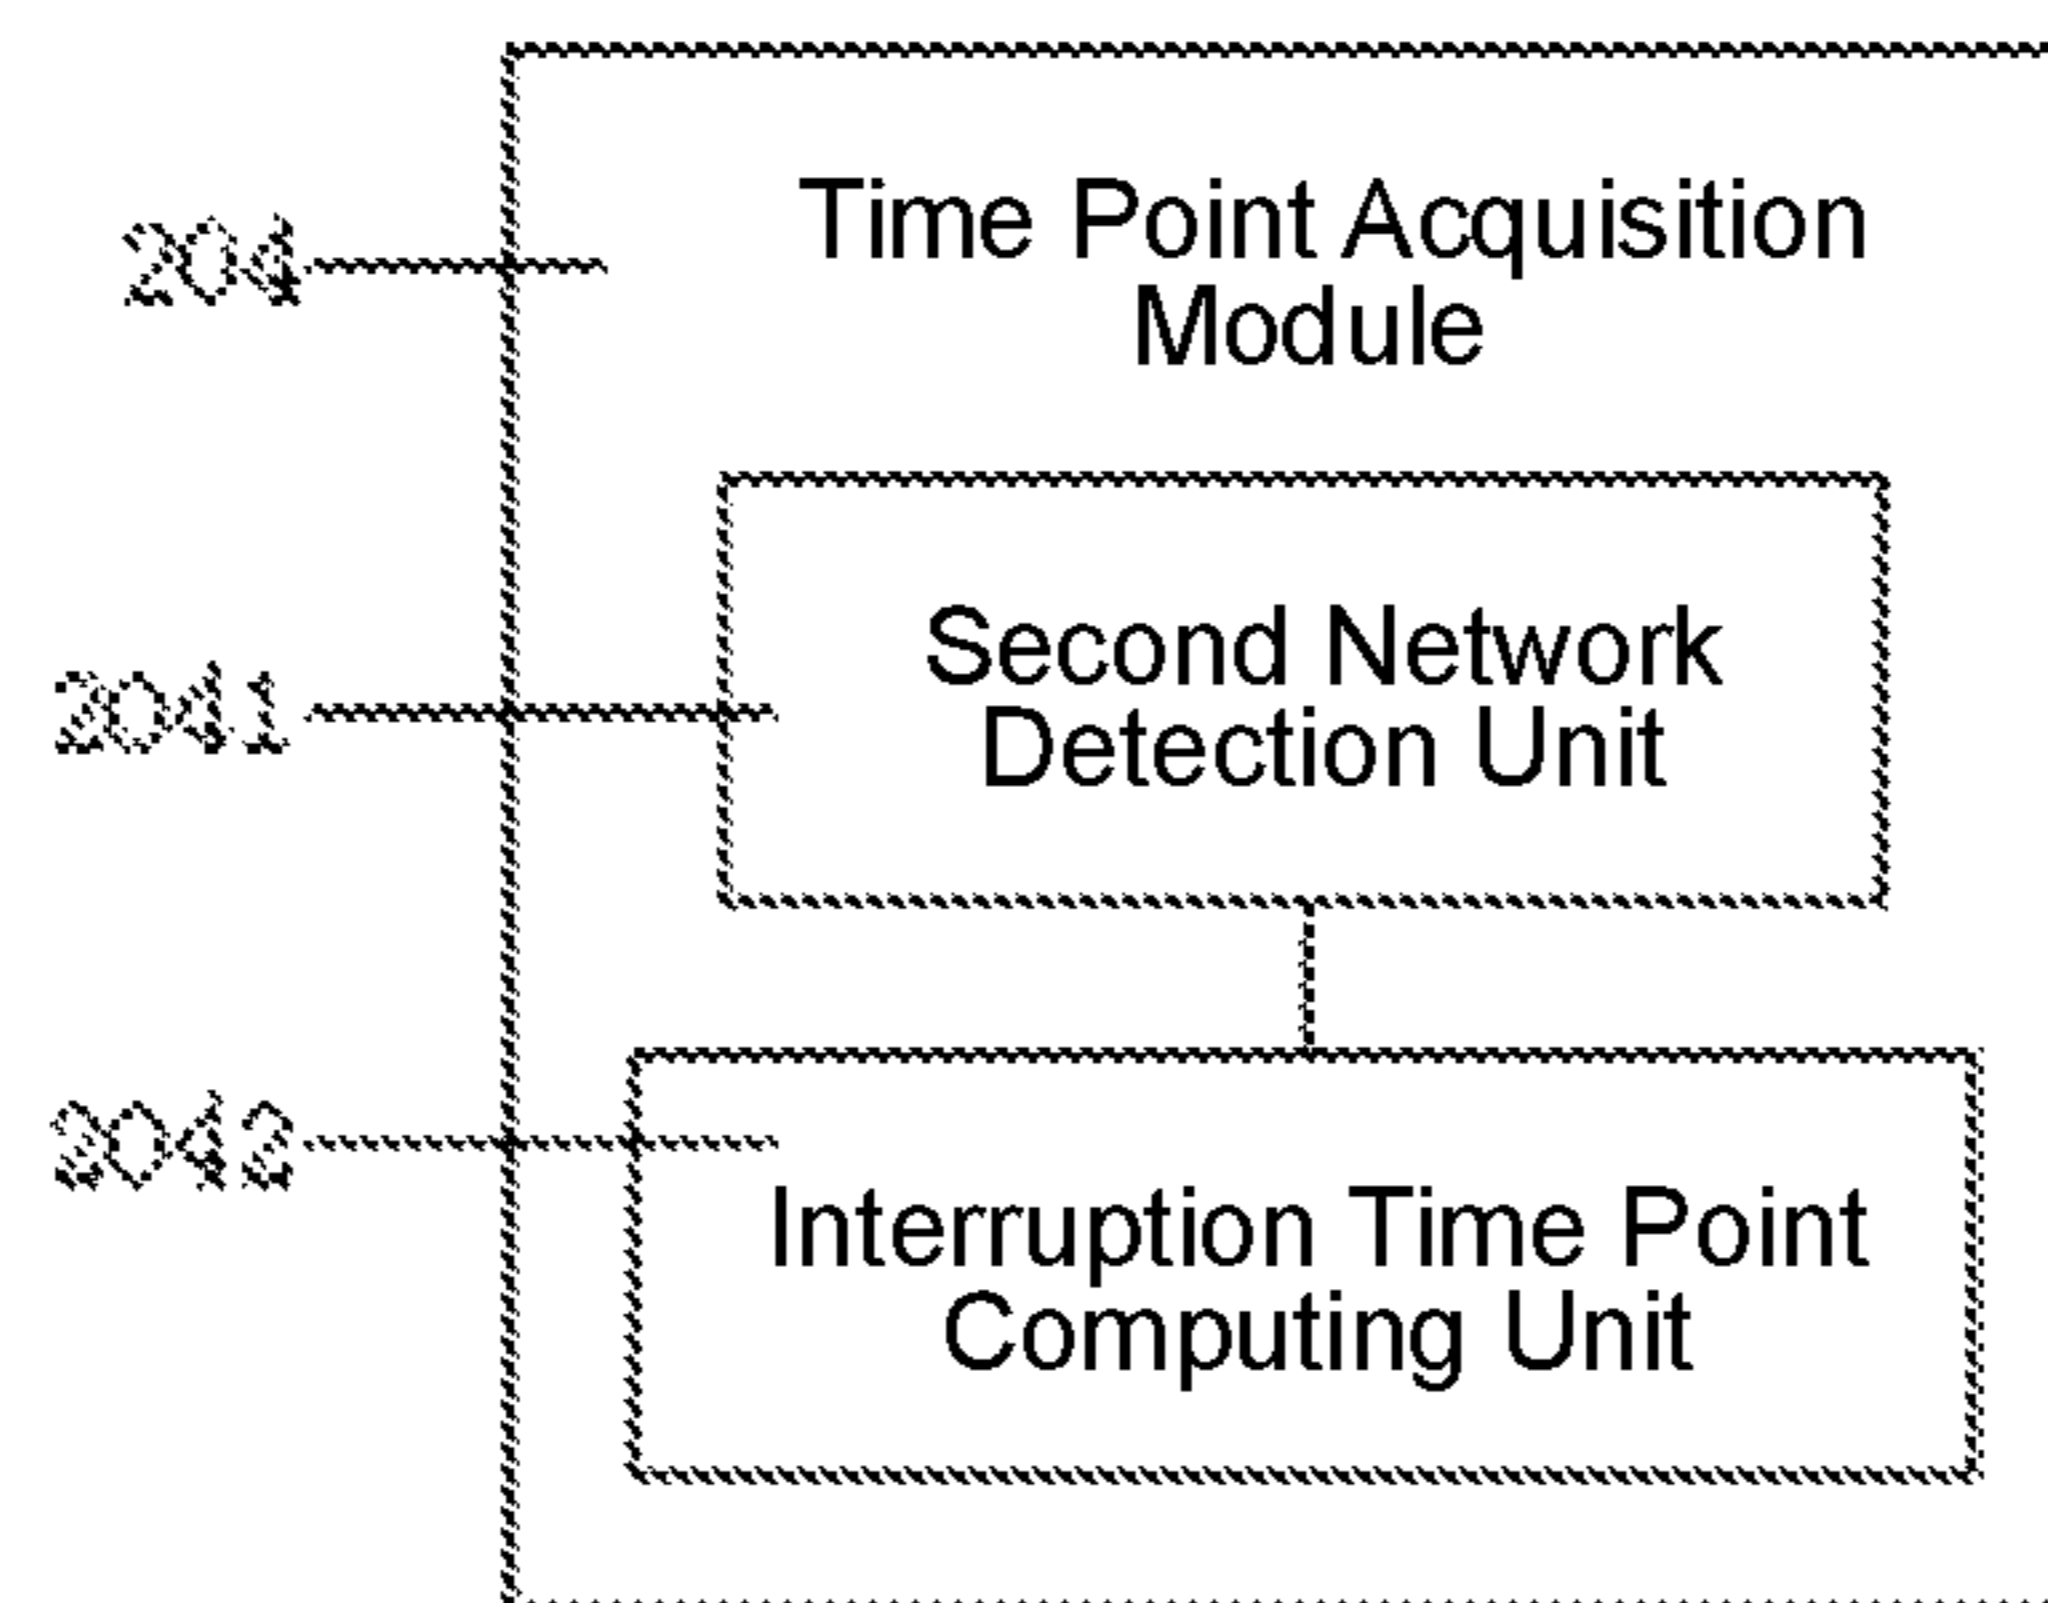 204
Time Point Acquisition
Module
2041
Second Network
Detection Unit
2042
Interruption Time Point
Computing Unit